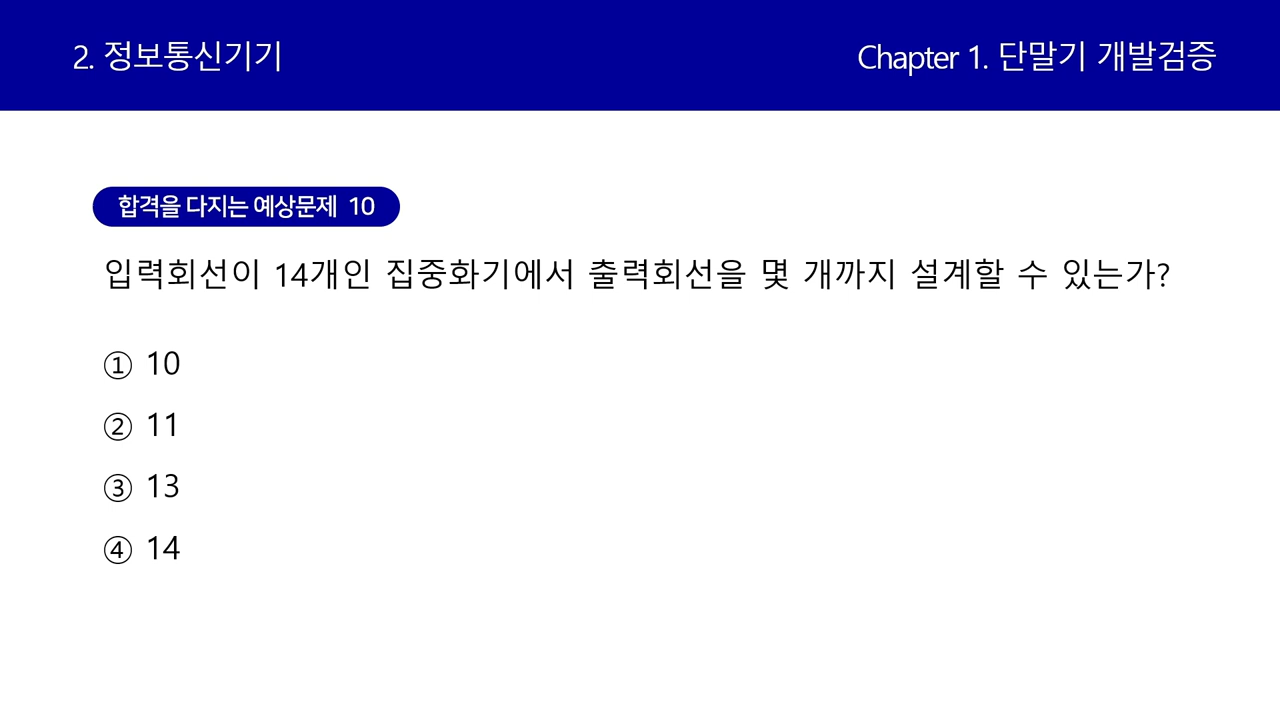 2. 정보통신기기
Chapter 1. 단말기 개발검증
합격을 다지는 예상문제 10
입력회선이 14개인 집중화기에서 출력회선을 몇 개까지 설계할 수 있는가?
① 10
② 11
③ 13
④ 14